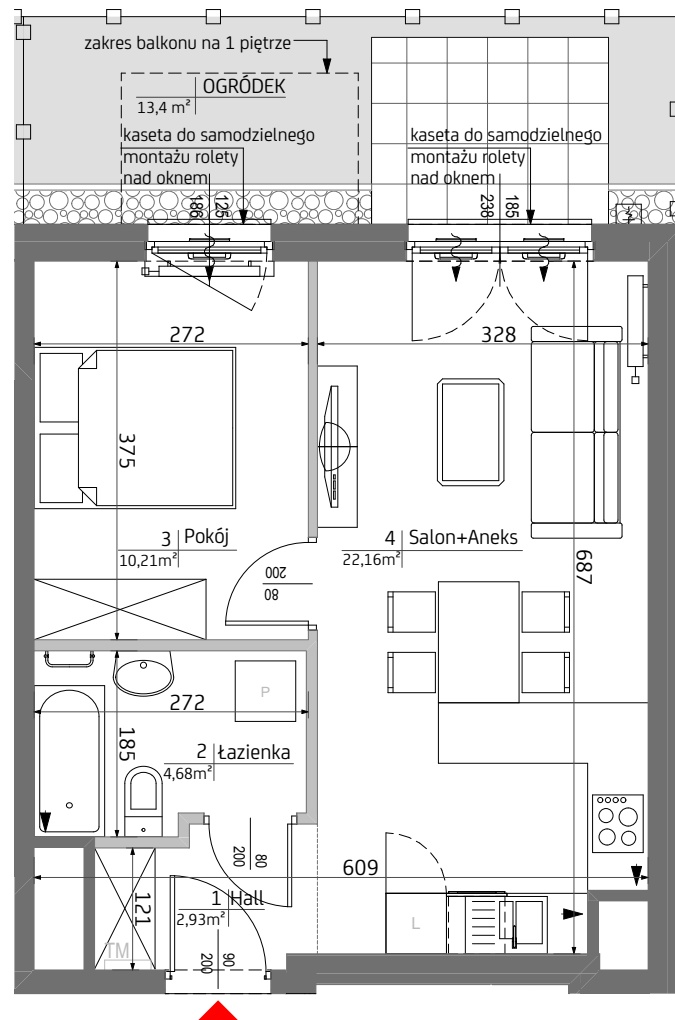 zakres balkonu na 1 piętrze
OGRÓDEK
13,4 m²
kaseta do samodzielnego
montażu rolety
nad oknem
kaseta do samodzielnego
montażu rolety
nad oknem
125
186
185
238
272
328
375
3 Pokój
10,21m²
4 Salon+Aneks
22,16m²
687
80
200
272
P
185
2 Łazienka
4,68m²
80
200
609
121
1 Hall
2,93m²
L
TM
90
200